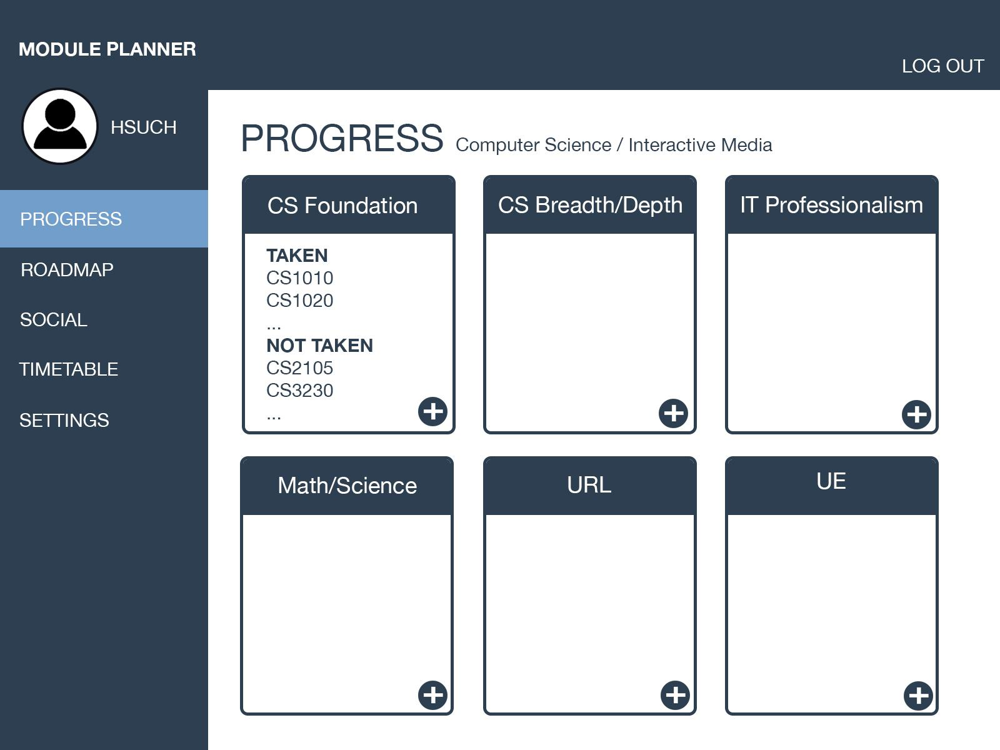 MODULE PLANNER
LOG OUT
HSUCH
PROGRESS
ROADMAP
SOCIAL
TIMETABLE
SETTINGS
PROGRESS Computer Science / Interactive Media
CS Foundation
TAKEN
CS1010
CS1020
...
NOT TAKEN
CS2105
CS3230
...
CS Breadth/Depth
IT Professionalism
Math/Science
URL
UE